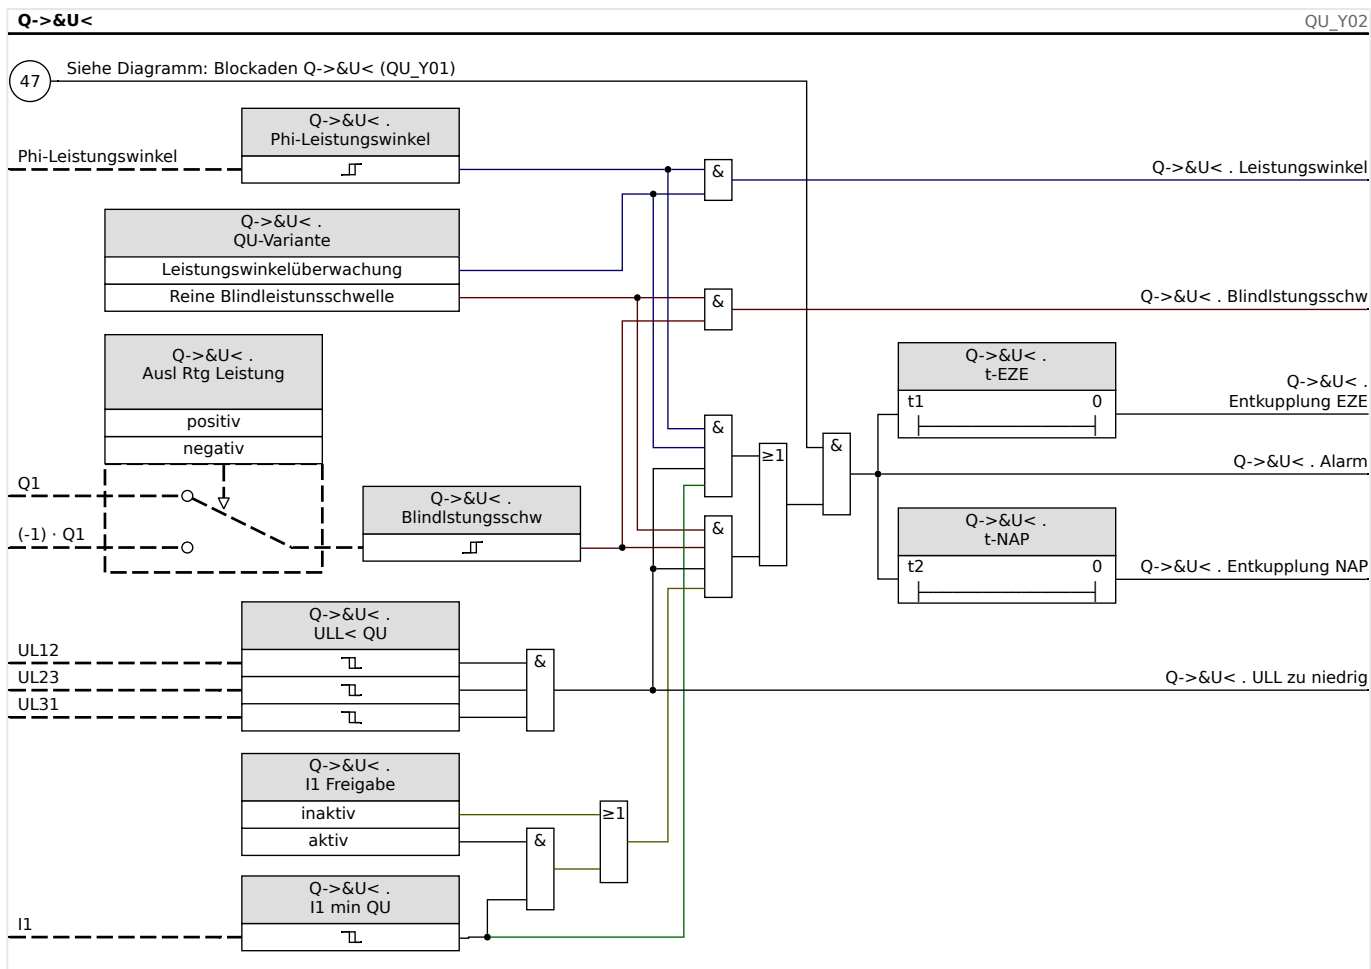 Q->&U<
QU_Y02
47
Siehe Diagramm: Blockaden Q->&U< (QU_Y01)
Q->&U< .
Phi-Leistungswinkel
Phi-Leistungswinkel
&
Q->&U< . Leistungswinkel
Q->&U< .
QU-Variante
Leistungswinkelüberwachung
Reine Blindleistunsschwelle
&
Q->&U< . Blindlstungsschw
Q->&U< .
Ausl Rtg Leistung
positiv
negativ
Q->&U< .
t-EZE
t1 0
Q->&U< .
Entkupplung EZE
&
≥1
&
Q->&U< . Alarm
Q1
(-1) · Q1
Q->&U< .
Blindlstungsschw
&
Q->&U< .
t-NAP
t2 0
Q->&U< . Entkupplung NAP
Q->&U< .
ULL< QU
UL12
UL23
UL31
&
Q->&U< . ULL zu niedrig
Q->&U< .
I1 Freigabe
inaktiv
aktiv
≥1
&
Q->&U< .
I1 min QU
I1